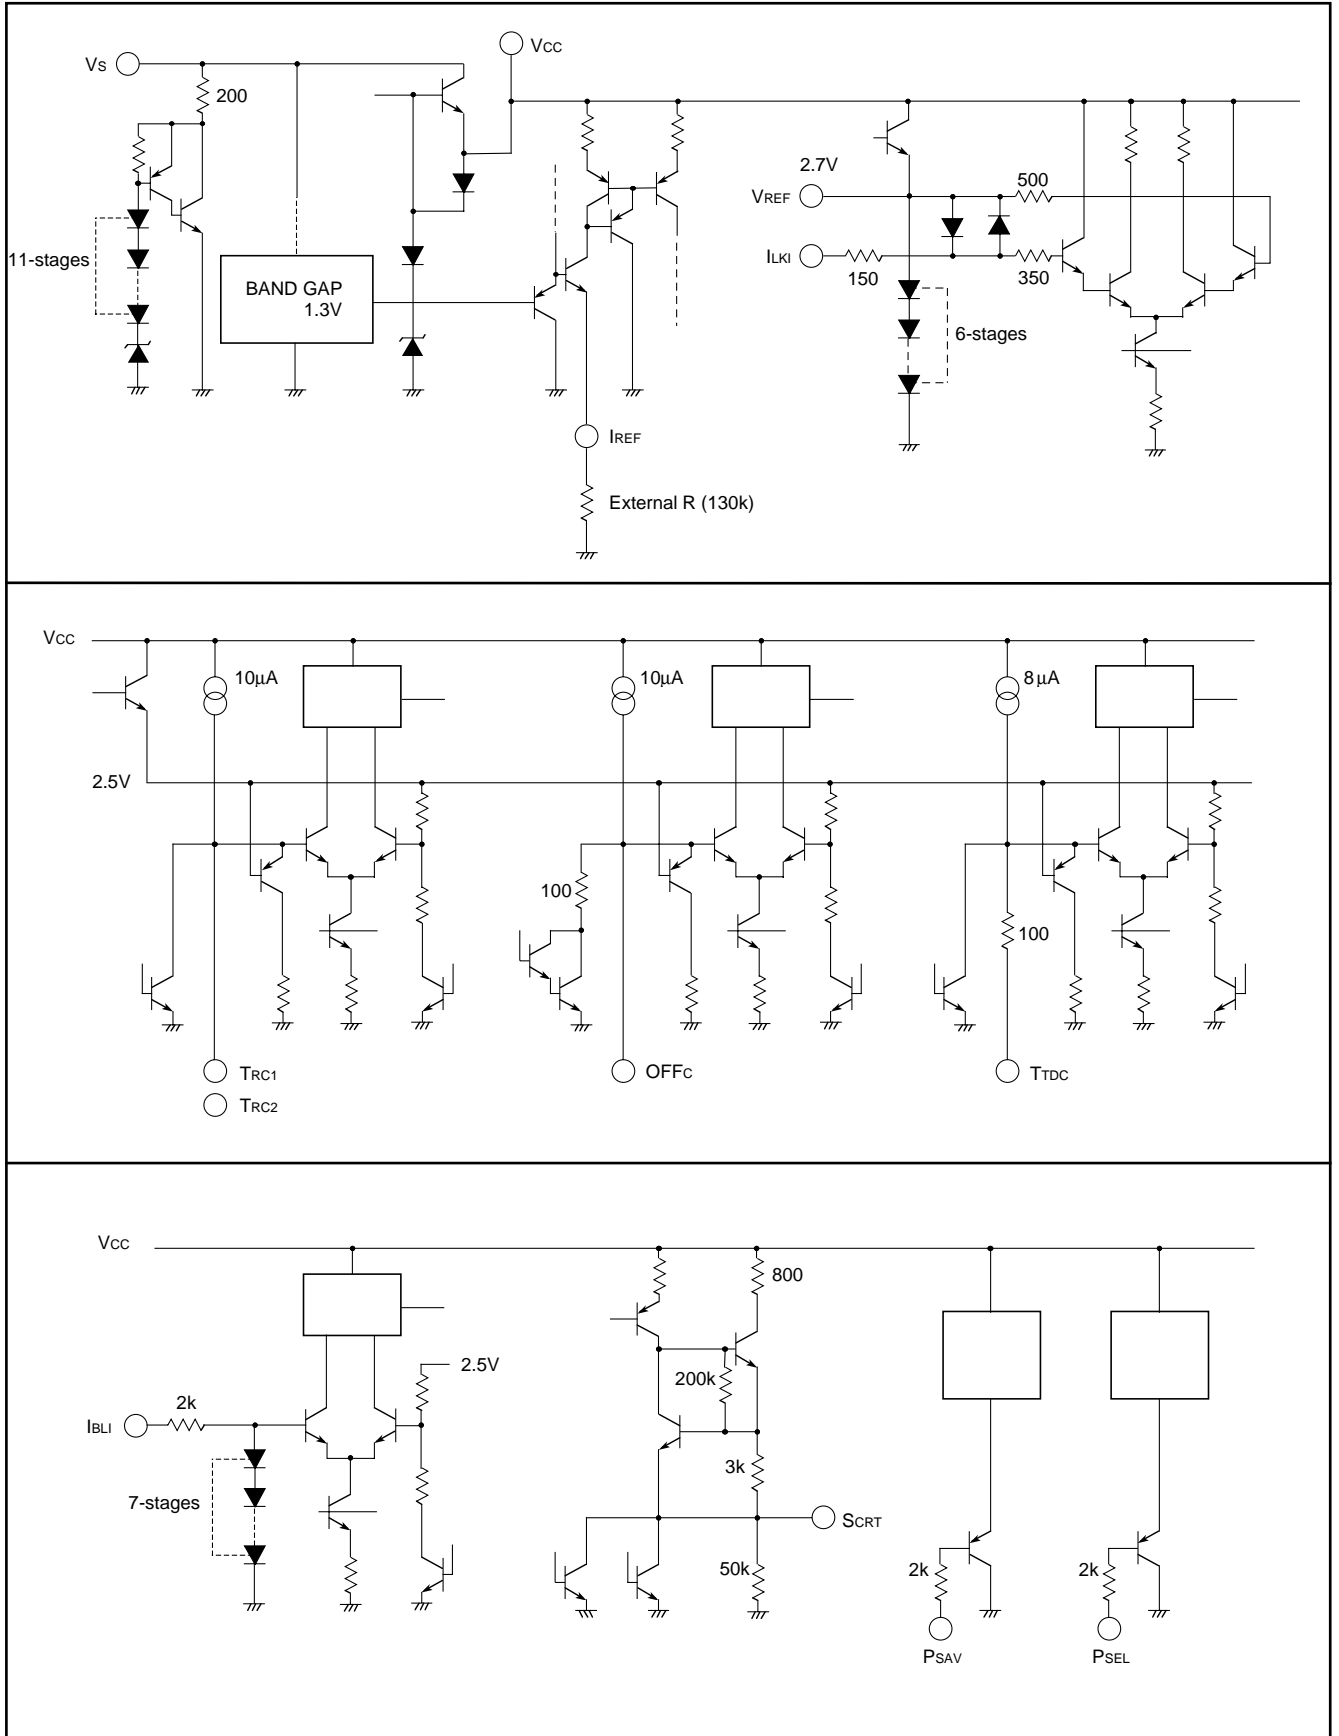 Vcc
Vs
200
2.7V
VREF
500
ILKI
150
350
11-stages
BAND GAP
1.3V
6-stages
IREF
External R (130k)
Vcc
10µA
10µA
8µA
2.5V
100
100
TRC1
OFFc
TTDC
TRC2
Vcc
800
2.5V
200k
2k
IBLI
3k
7-stages
SCRT
50k
2k
2k
PSAV
PSEL